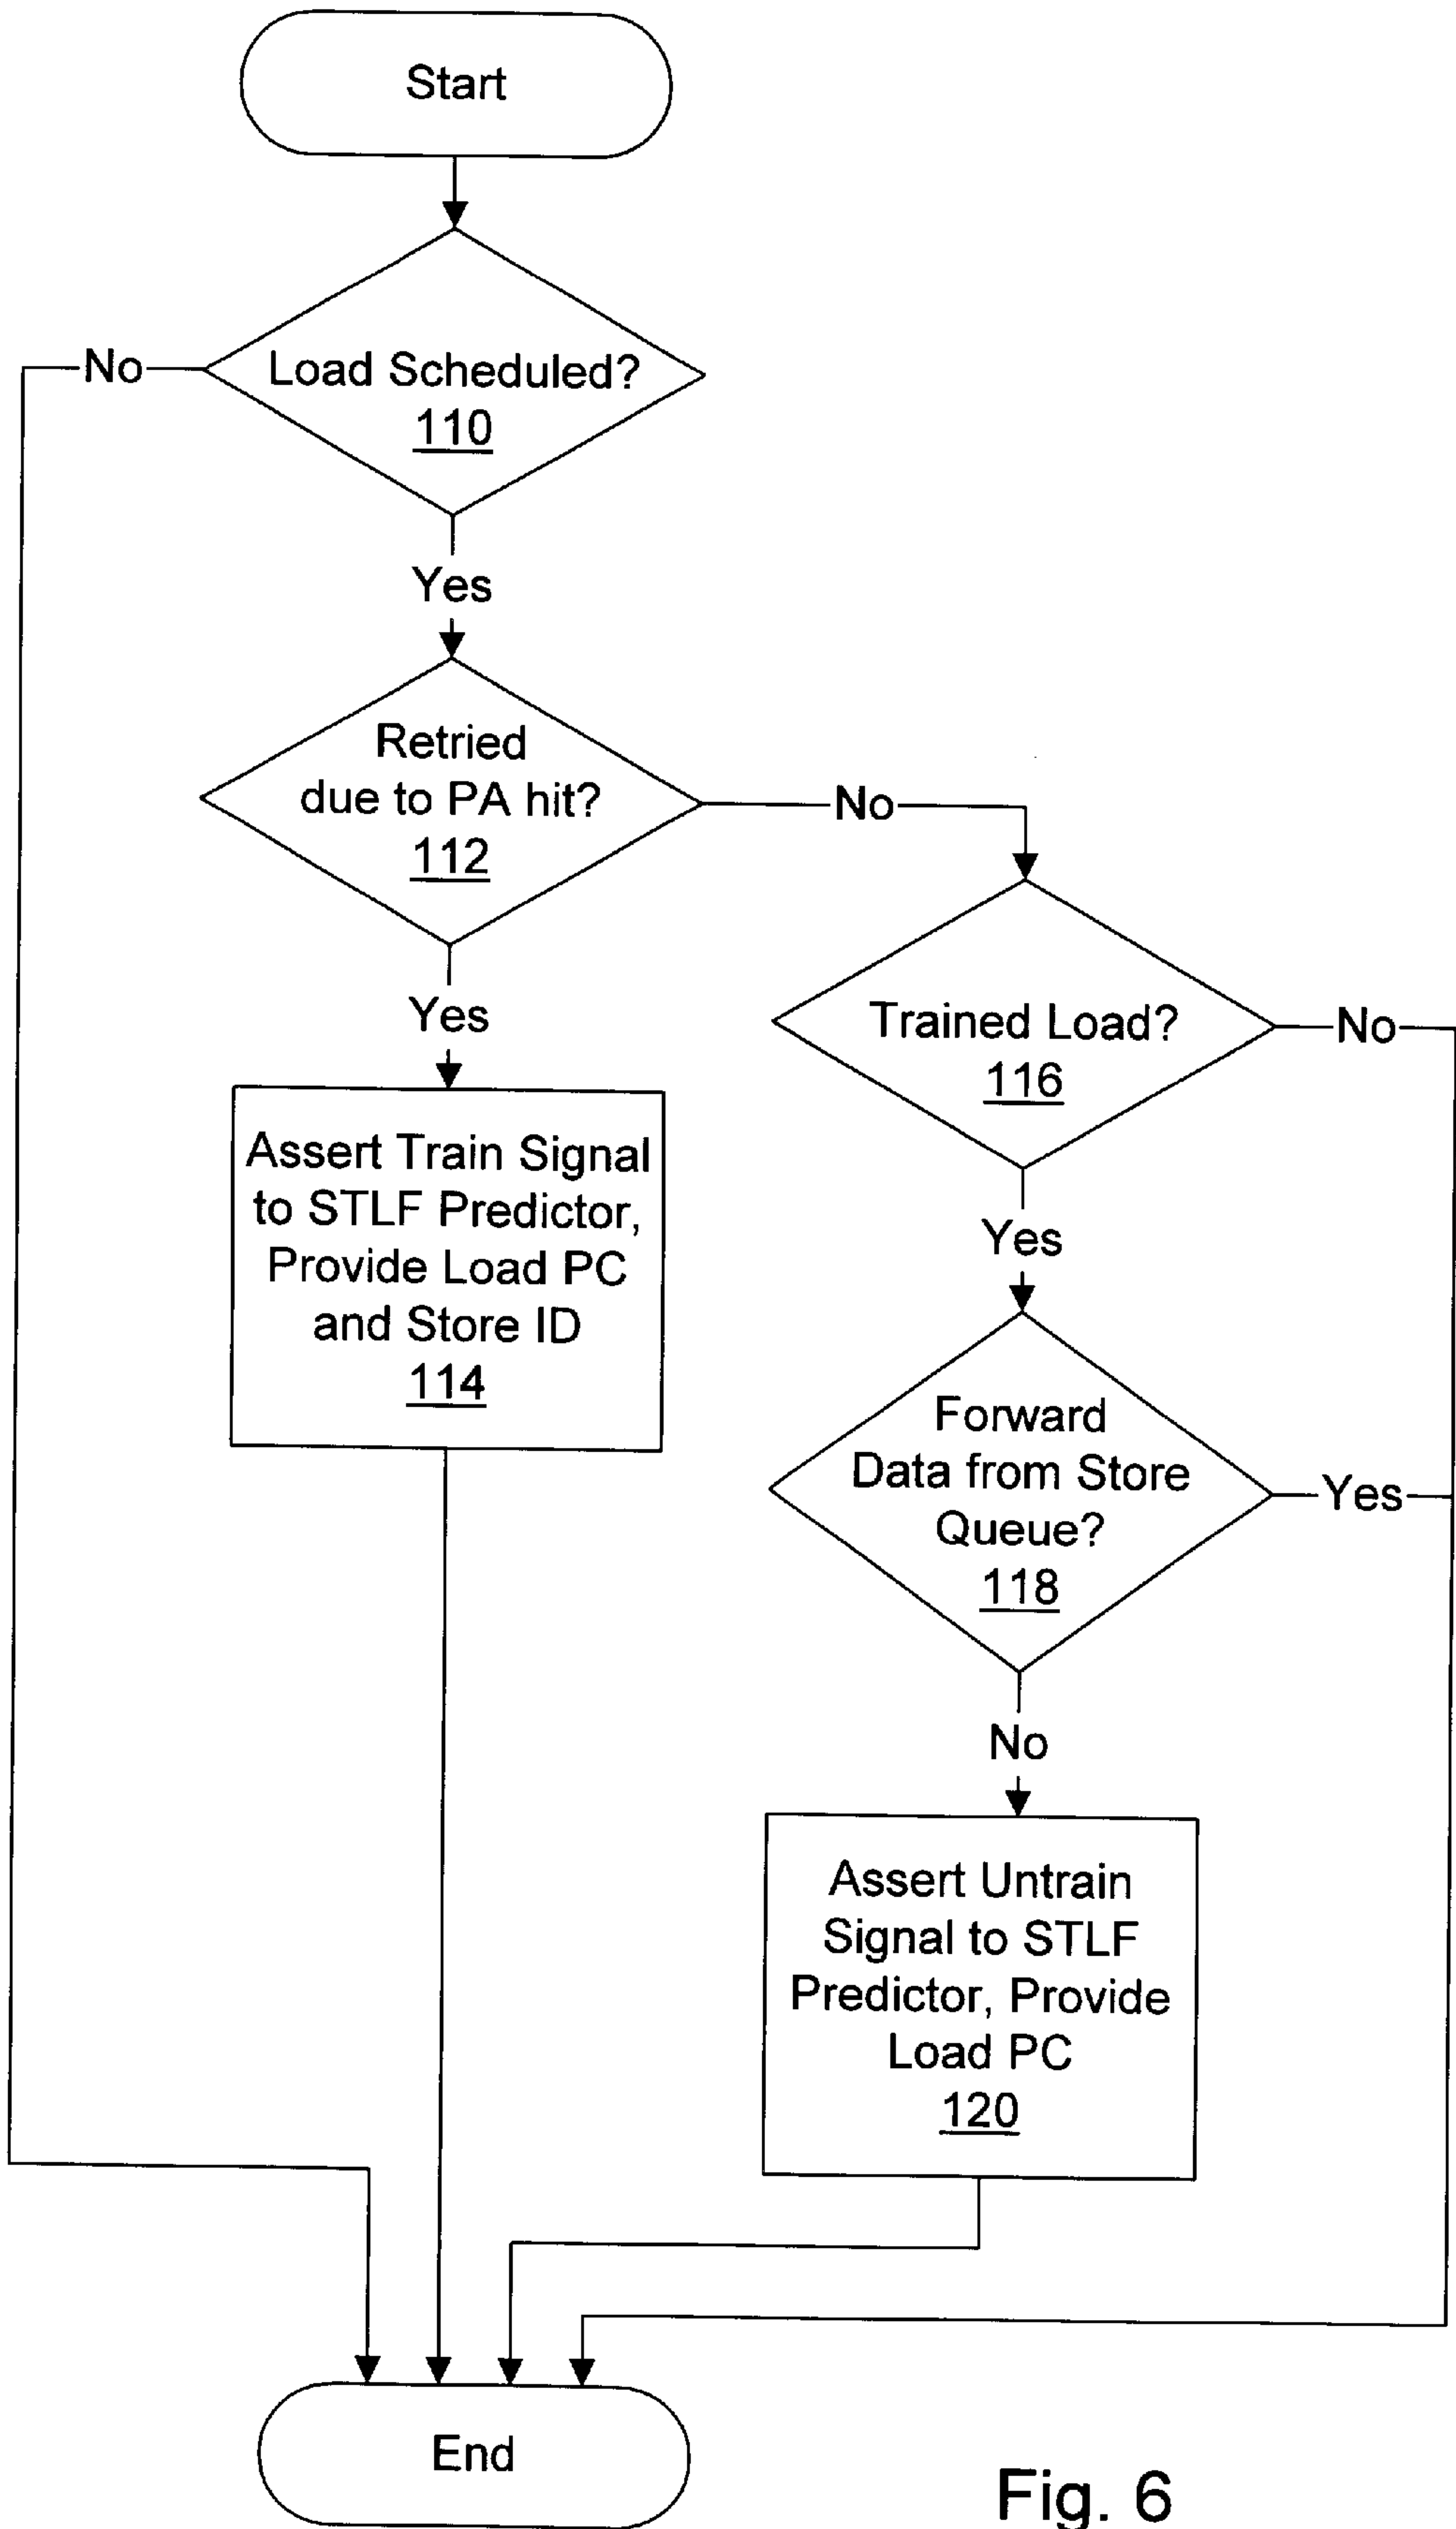 Start
Load Scheduled?
110
No
Yes
Retried
due to PA hit?
112
No
Yes
Trained Load?
116
No
Assert Train Signal
to STLF Predictor,
Provide Load PC
and Store ID
114
Yes
Forward
Data from Store
Queue?
118
Yes
No
Assert Untrain
Signal to STLF
Predictor, Provide
Load PC
120
End
Fig. 6